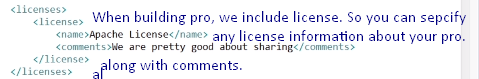 <licenses>
<license>
When building pro, we include license. So you can sepcify
<name>Apache License</name> any license information about your pro.
<comments>We are pretty good about sharing</comments>
</license> along with comments.
</licenses> al